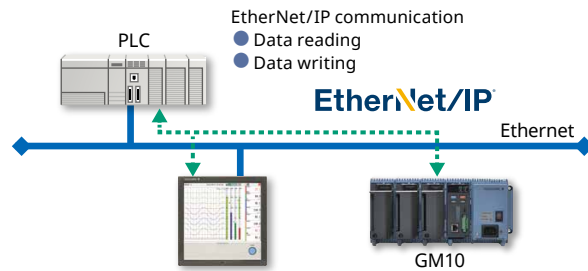 EtherNet/IP communication
PLC
Data reading
Data writing
EtherNet/IP
Ethernet
GM10